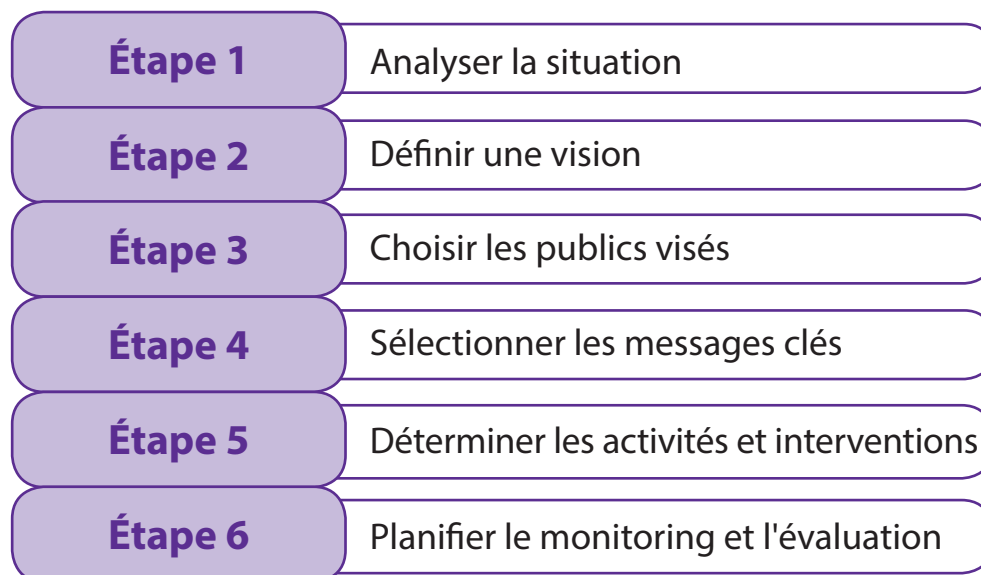 Étape 1 Analyser la situation
Étape 2 Définir une vision
Étape 3 Choisir les publics visés
Étape 4 Sélectionner les messages clés
Étape 5 Déterminer les activités et interventions
Étape 6 Planifier le monitoring et l'évaluation